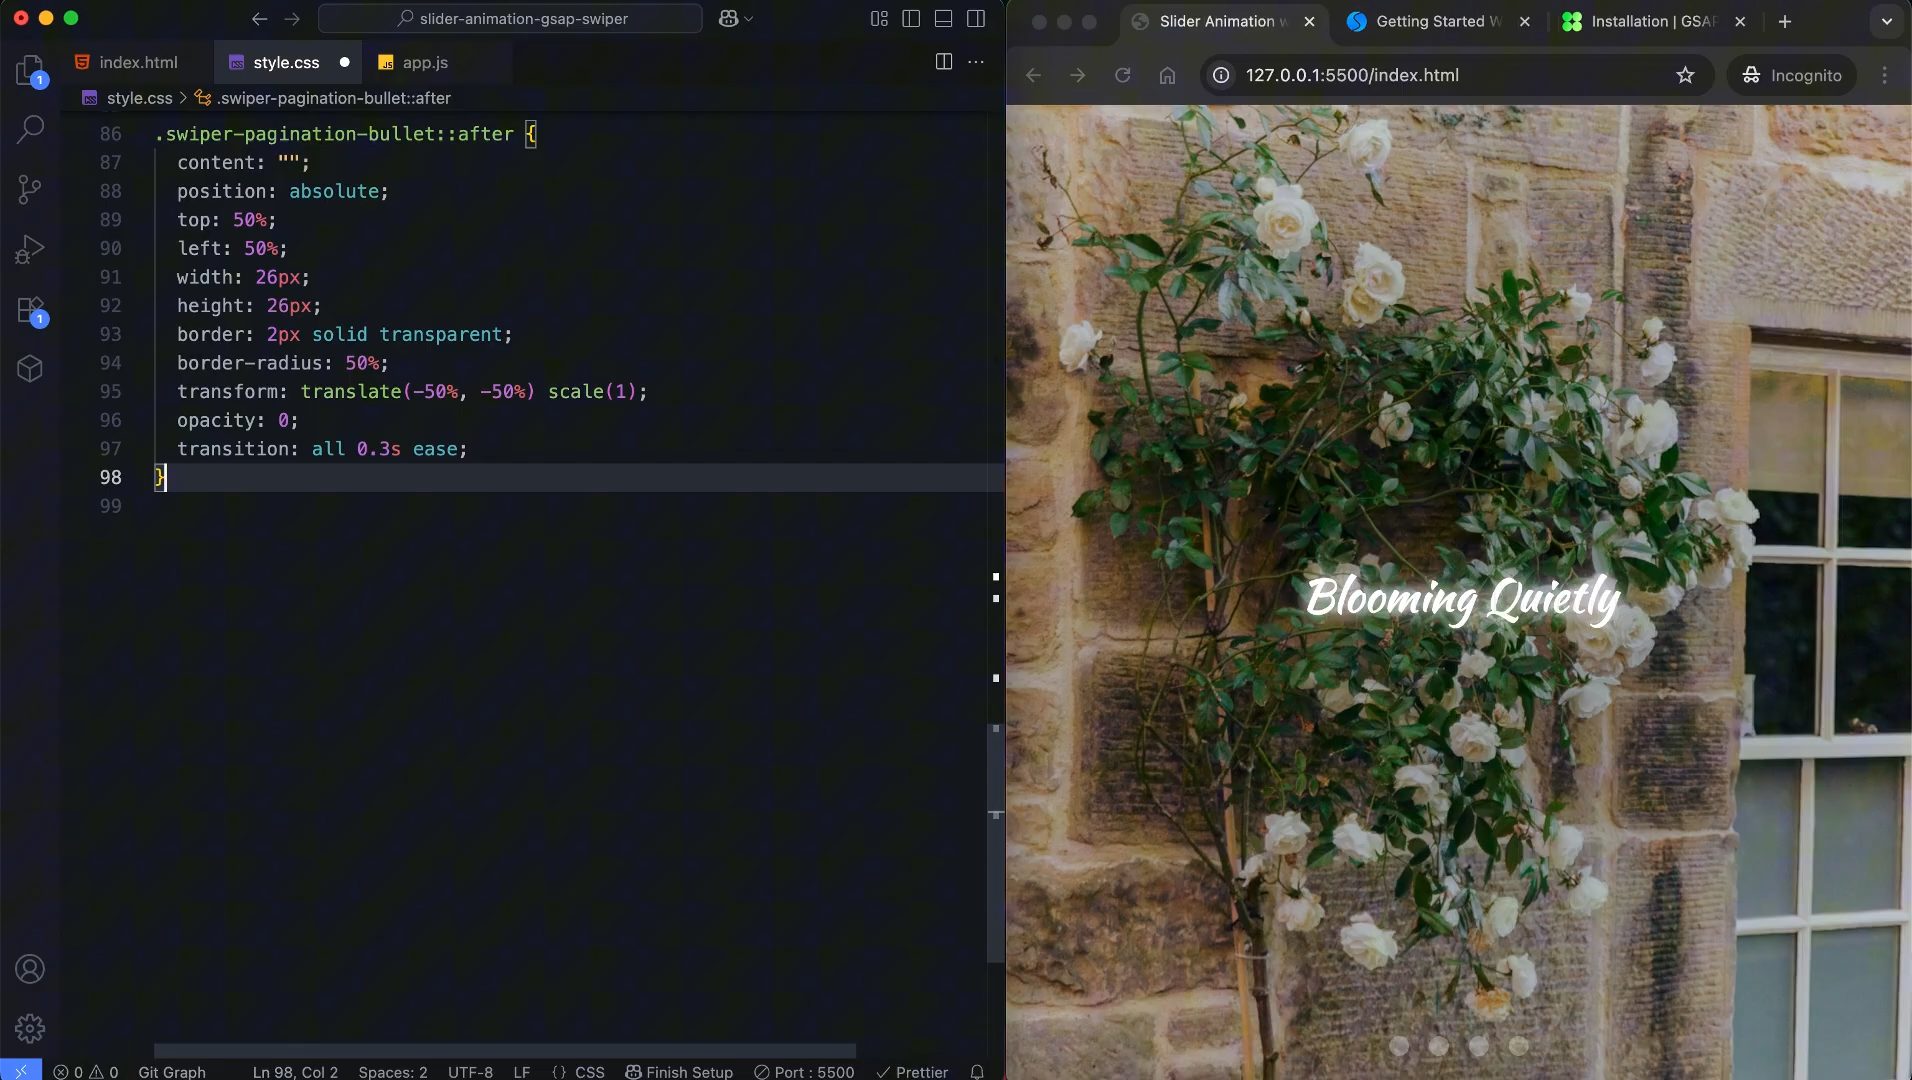 slider-animation-gsap-swiper
index.html
style.css
app.js
style.css > .swiper-pagination-bullet::after
86 .swiper-pagination-bullet::after {
87 content: "";
88 position: absolute;
89 top: 50%;
90 left: 50%;
91 width: 26px;
92 height: 26px;
93 border: 2px solid transparent;
94 border-radius: 50%;
95 transform: translate(-50%, -50%) scale(1);
96 opacity: 0;
97 transition: all 0.3s ease;
98 }
99
1
1
0 0 Git Graph Ln 98, Col 2 Spaces: 2 UTF-8 LF {} CSS Finish Setup Port : 5500 Prettier
Slider Animation w
Getting Started W
Installation | GSAP
127.0.0.1:5500/index.html
Incognito
Blooming Quietly